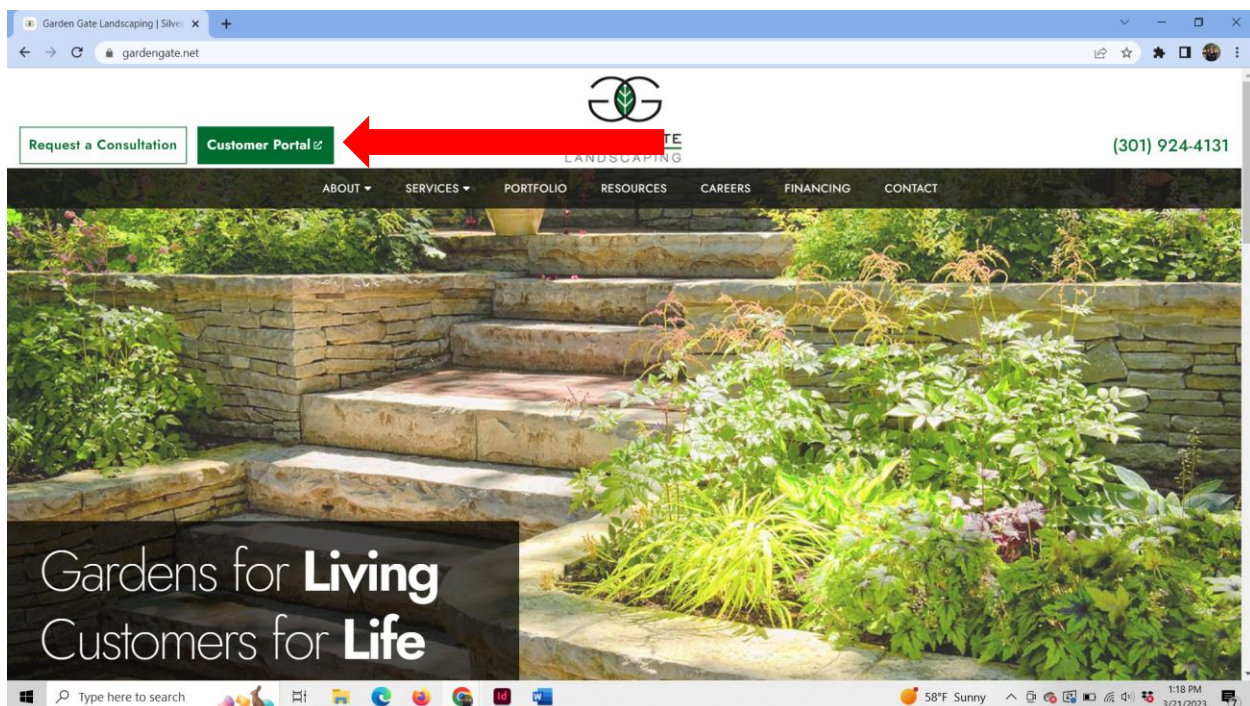 Garden Gate Landscaping | Silve
gardengate.net
Request a Consultation
Customer Portal
TE
LANDSCAPING
(301) 924-4131
ABOUT SERVICES PORTFOLIO RESOURCES CAREERS FINANCING CONTACT
Gardens for Living
Customers for Life
Type here to search
58°F Sunny
1:18 PM
3/21/2023